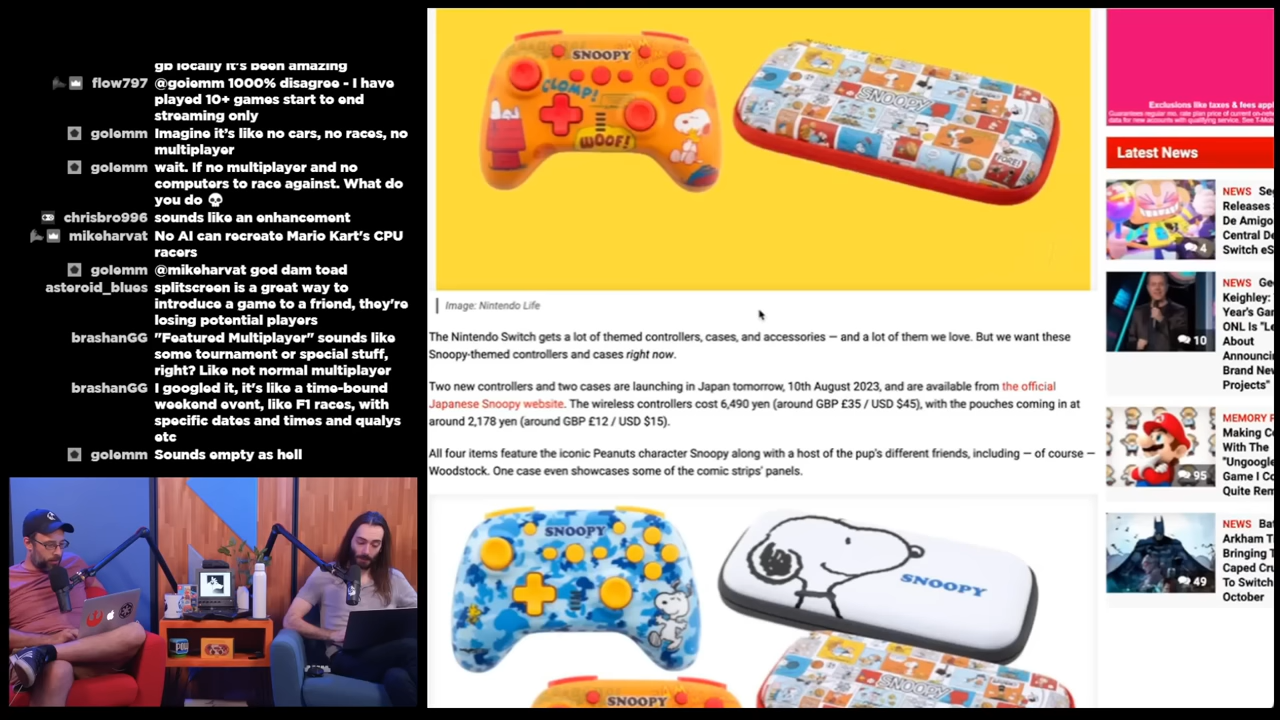 gb locally it's been amazing
flow797 @goiemm 1000% disagree - I have
played 10+ games start to end
streaming only
golemm Imagine it's like no cars, no races, no
multiplayer
golemm wait. If no multiplayer and no
computers to race against. What do
you do 💀
chrisbro996 sounds like an enhancement
mikeharvat No AI can recreate Mario Kart's CPU
racers
golemm @mikeharvat god dam toad
asteroid_blues splitscreen is a great way to
introduce a game to a friend, they're
losing potential players
brashanGG "Featured Multiplayer" sounds like
some tournament or special stuff,
right? Like not normal multiplayer
brashanGG I googled it, it's like a time-bound
weekend event, like F1 races, with
specific dates and times and qualys
etc
golemm Sounds empty as hell
SNOOPY
CLOMP!
WOOF!
SNOOPY
Image: Nintendo Life
The Nintendo Switch gets a lot of themed controllers, cases, and accessories — and a lot of them we love. But we want these
Snoopy-themed controllers and cases right now.
Two new controllers and two cases are launching in Japan tomorrow, 10th August 2023, and are available from the official
Japanese Snoopy website. The wireless controllers cost 6,490 yen (around GBP £35 / USD $45), with the pouches coming in at
around 2,178 yen (around GBP £12 / USD $15).
All four items feature the iconic Peanuts character Snoopy along with a host of the pup's different friends, including — of course —
Woodstock. One case even showcases some of the comic strips' panels.
SNOOPY
SNOOPY
SNOOPY
SNOOPY
Exclusions like taxes & fees appl
Latest News
NEWS Se
Releases
De Amigo
Central De
Switch eS
4
NEWS Ge
Keighley:
Year's Gam
ONL Is "Le
About
Announcin
Brand New
Projects"
10
MEMORY P
Making Co
With The
"Ungoogle
Game I Co
Quite Rem
95
NEWS Bat
Arkham Tr
Bringing T
Caped Cru
To Switch
October
49